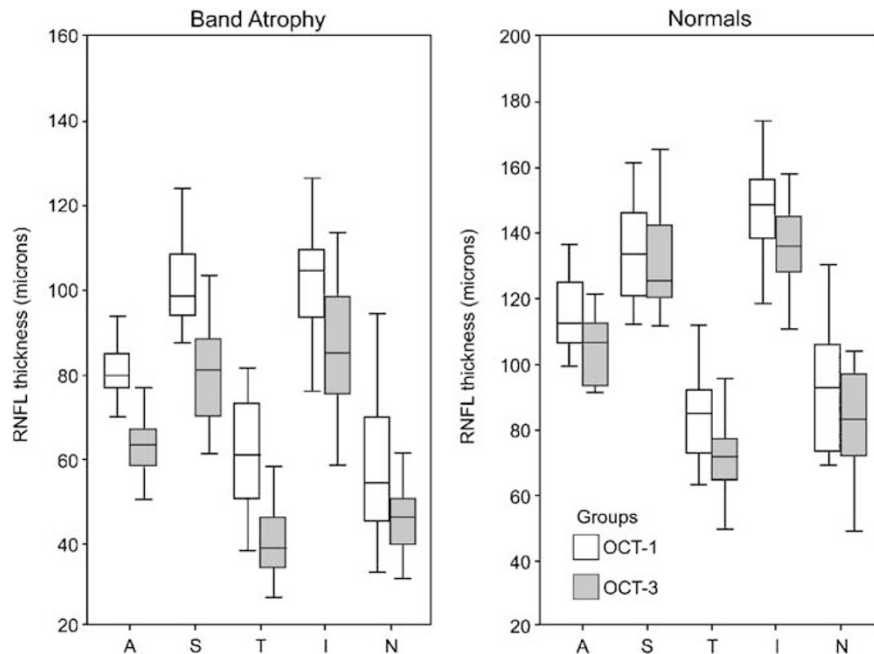 Band Atrophy
RNFL thickness (microns)
160
140
120
100
80
60
40
20
A S T I N
Normals
RNFL thickness (microns)
200
180
160
140
120
100
80
60
40
20
A S T I N
Groups
OCT-1
OCT-3